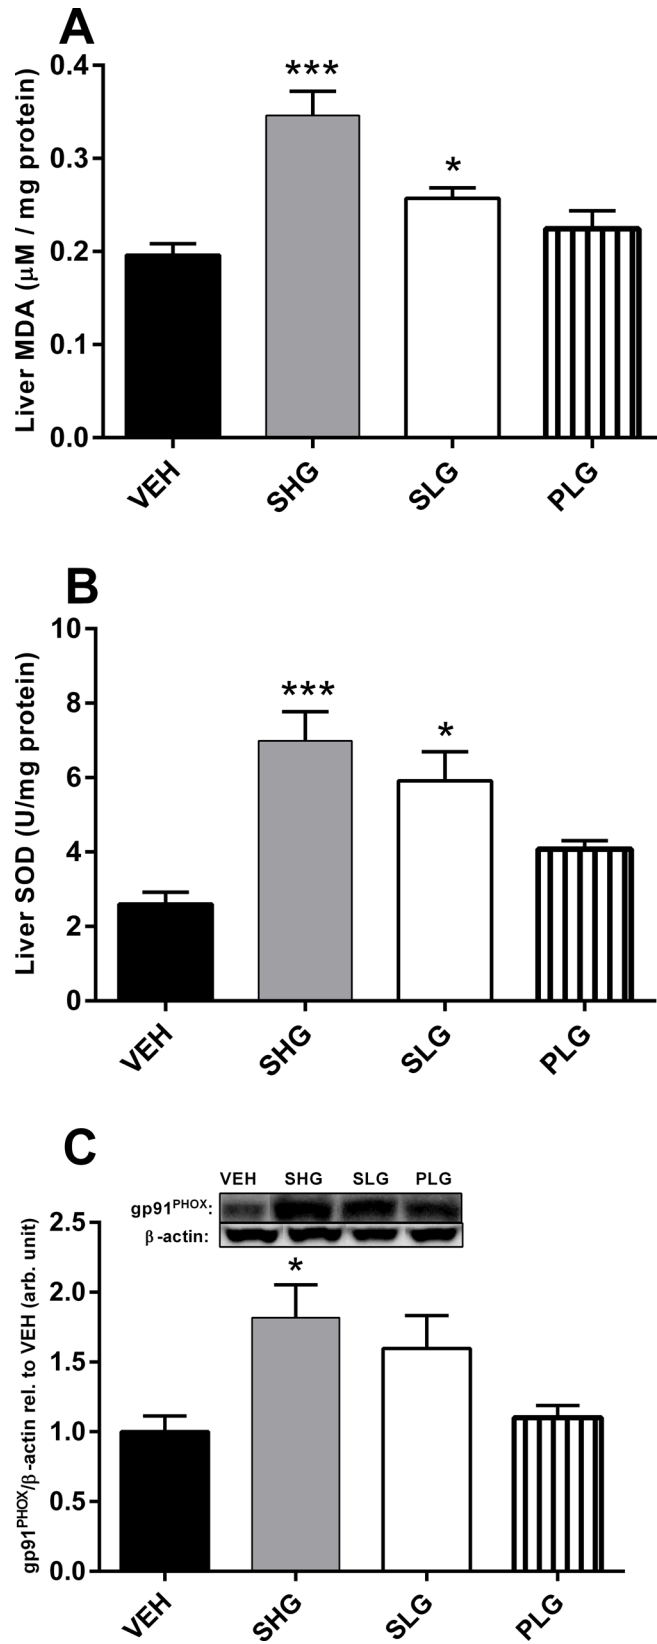 A
Liver MDA (μM / mg protein)
0.4
0.3
0.2
0.1
0.0
***
*
VEH
SHG
SLG
PLG
B
Liver SOD (U/mg protein)
10
8
6
4
2
0
***
*
VEH
SHG
SLG
PLG
C
VEH SHG SLG PLG
gp91PHOX:
β-actin:
gp91PHOX/β-actin rel. to VEH (arb. unit)
2.5
2.0
1.5
1.0
0.5
0.0
*
VEH
SHG
SLG
PLG